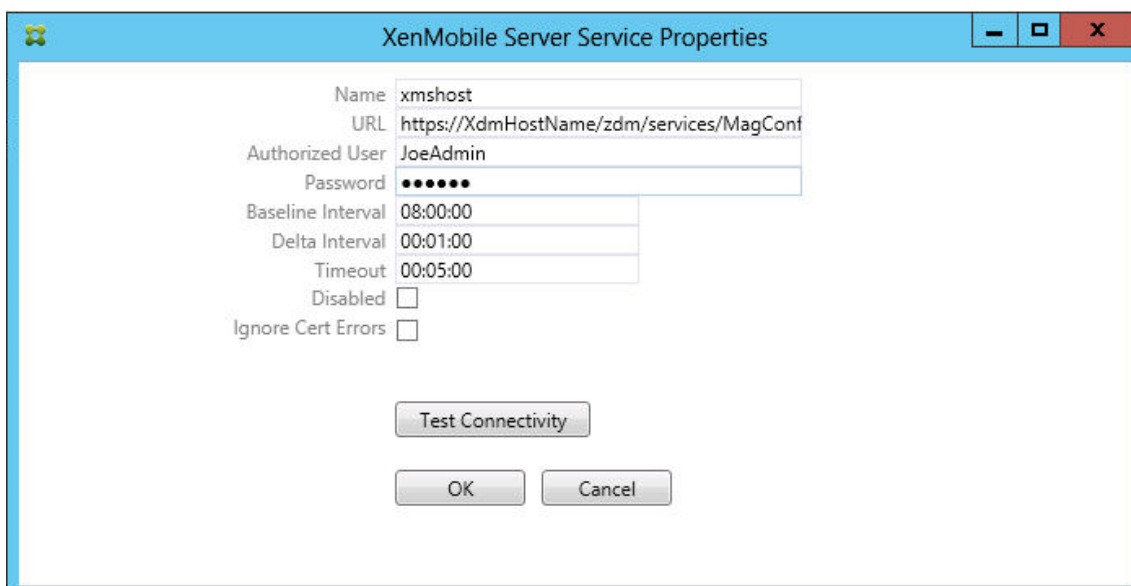 XenMobile Server Service Properties
Name xmshost
URL https://XdmHostName/zdm/services/MagConf
Authorized User JoeAdmin
Password ●●●●●●
Baseline Interval 08:00:00
Delta Interval 00:01:00
Timeout 00:05:00
Disabled
Ignore Cert Errors
Test Connectivity
OK Cancel